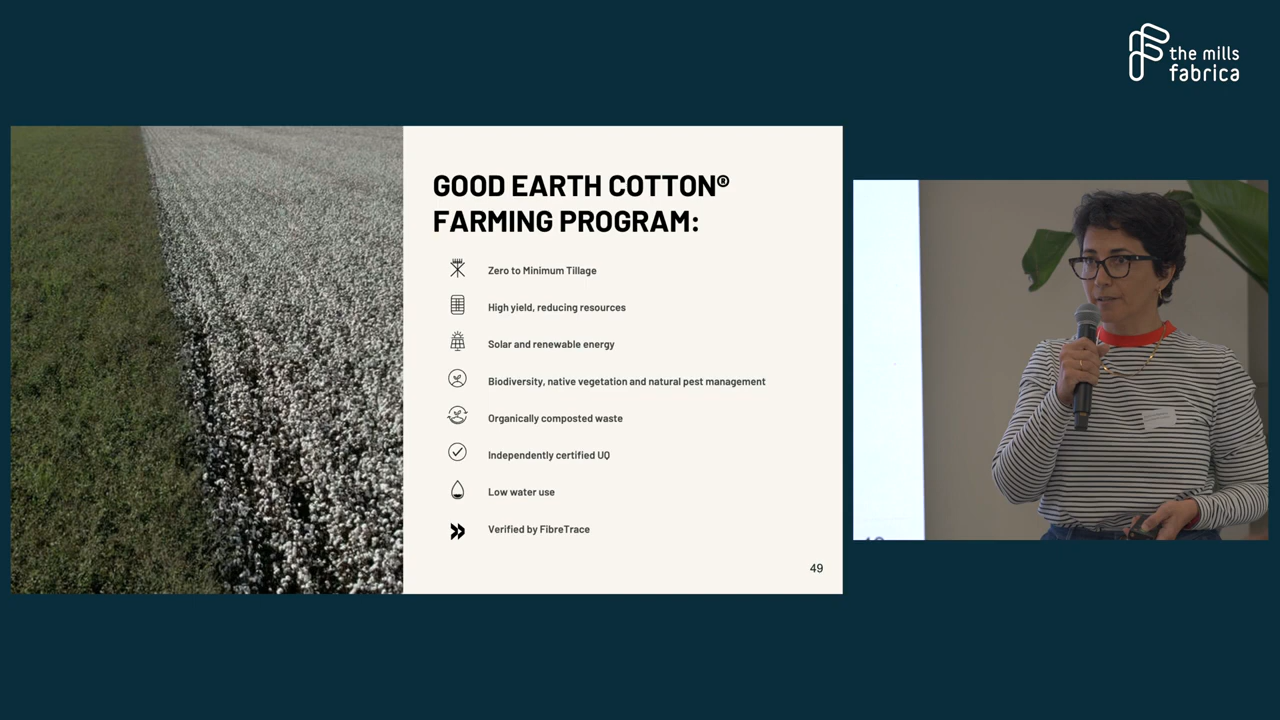 the mills
fabrica
GOOD EARTH COTTON®
FARMING PROGRAM:
Zero to Minimum Tillage
High yield, reducing resources
Solar and renewable energy
Biodiversity, native vegetation and natural pest management
Organically composted waste
Independently certified UQ
Low water use
Verified by FibreTrace
49